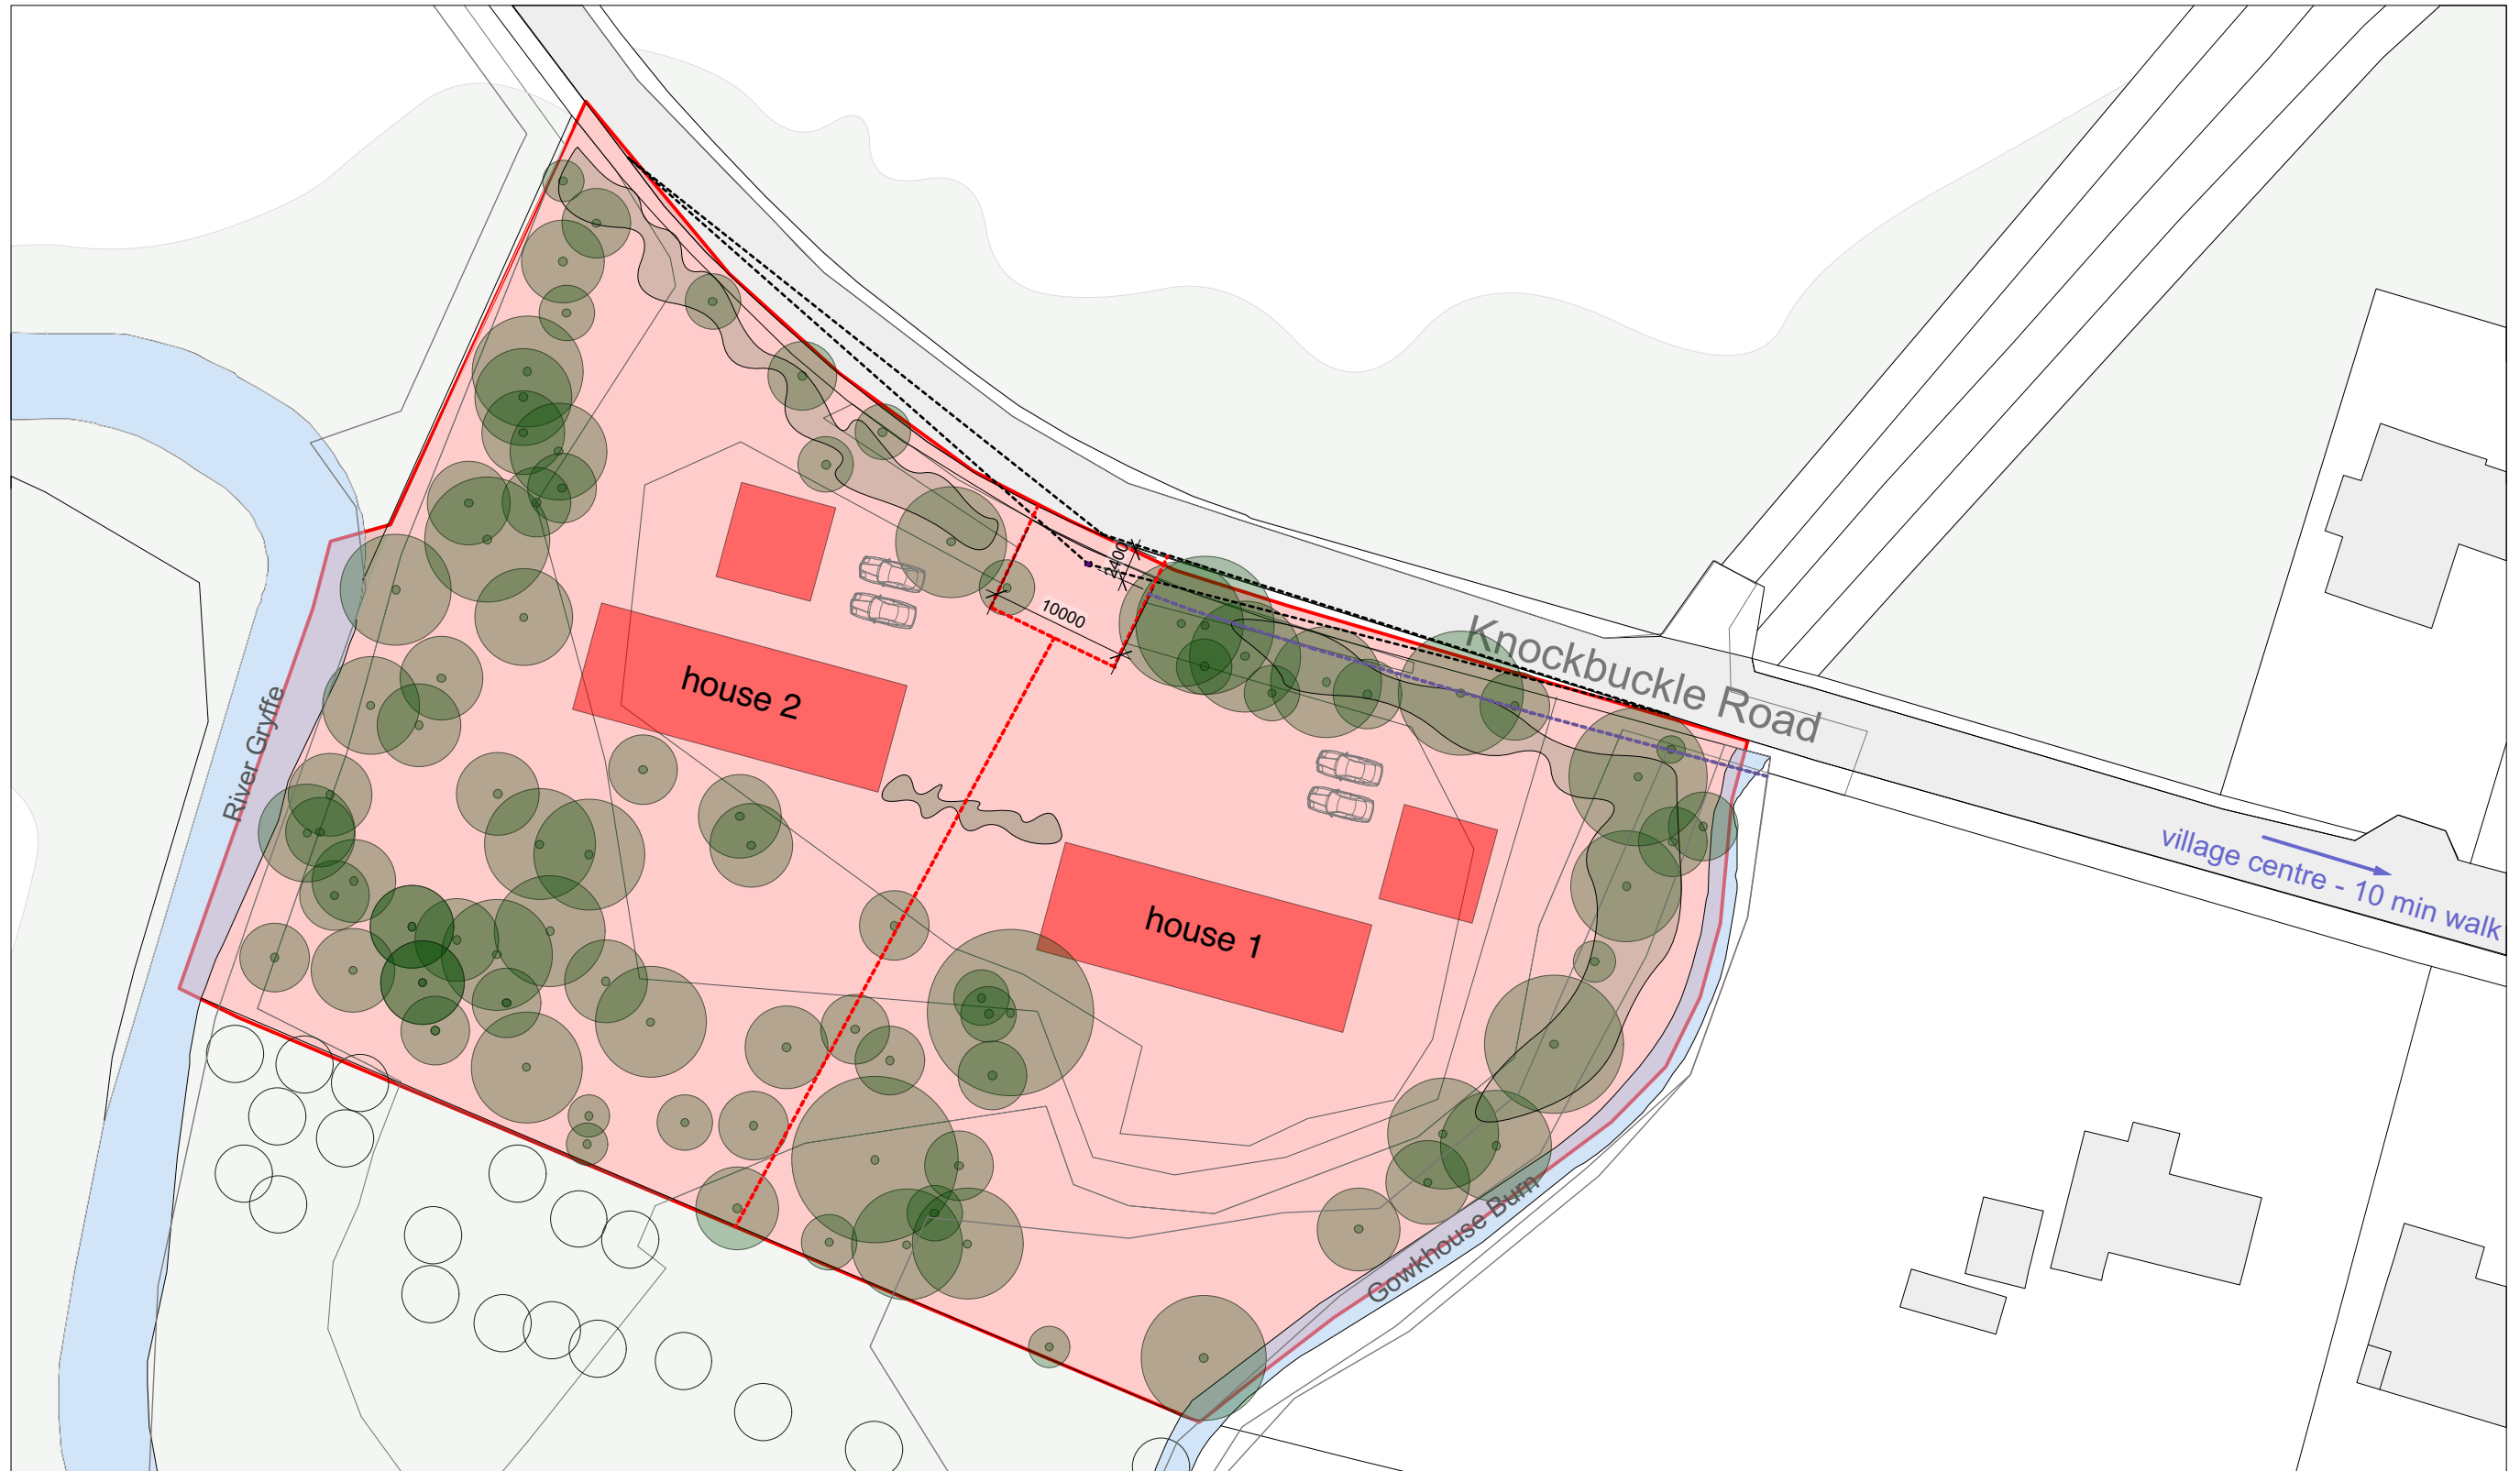 2400
10000
Knockbuckle Road
house 2
River Gryffe
village centre - 10 min walk
house 1
Gowkhouse Burn